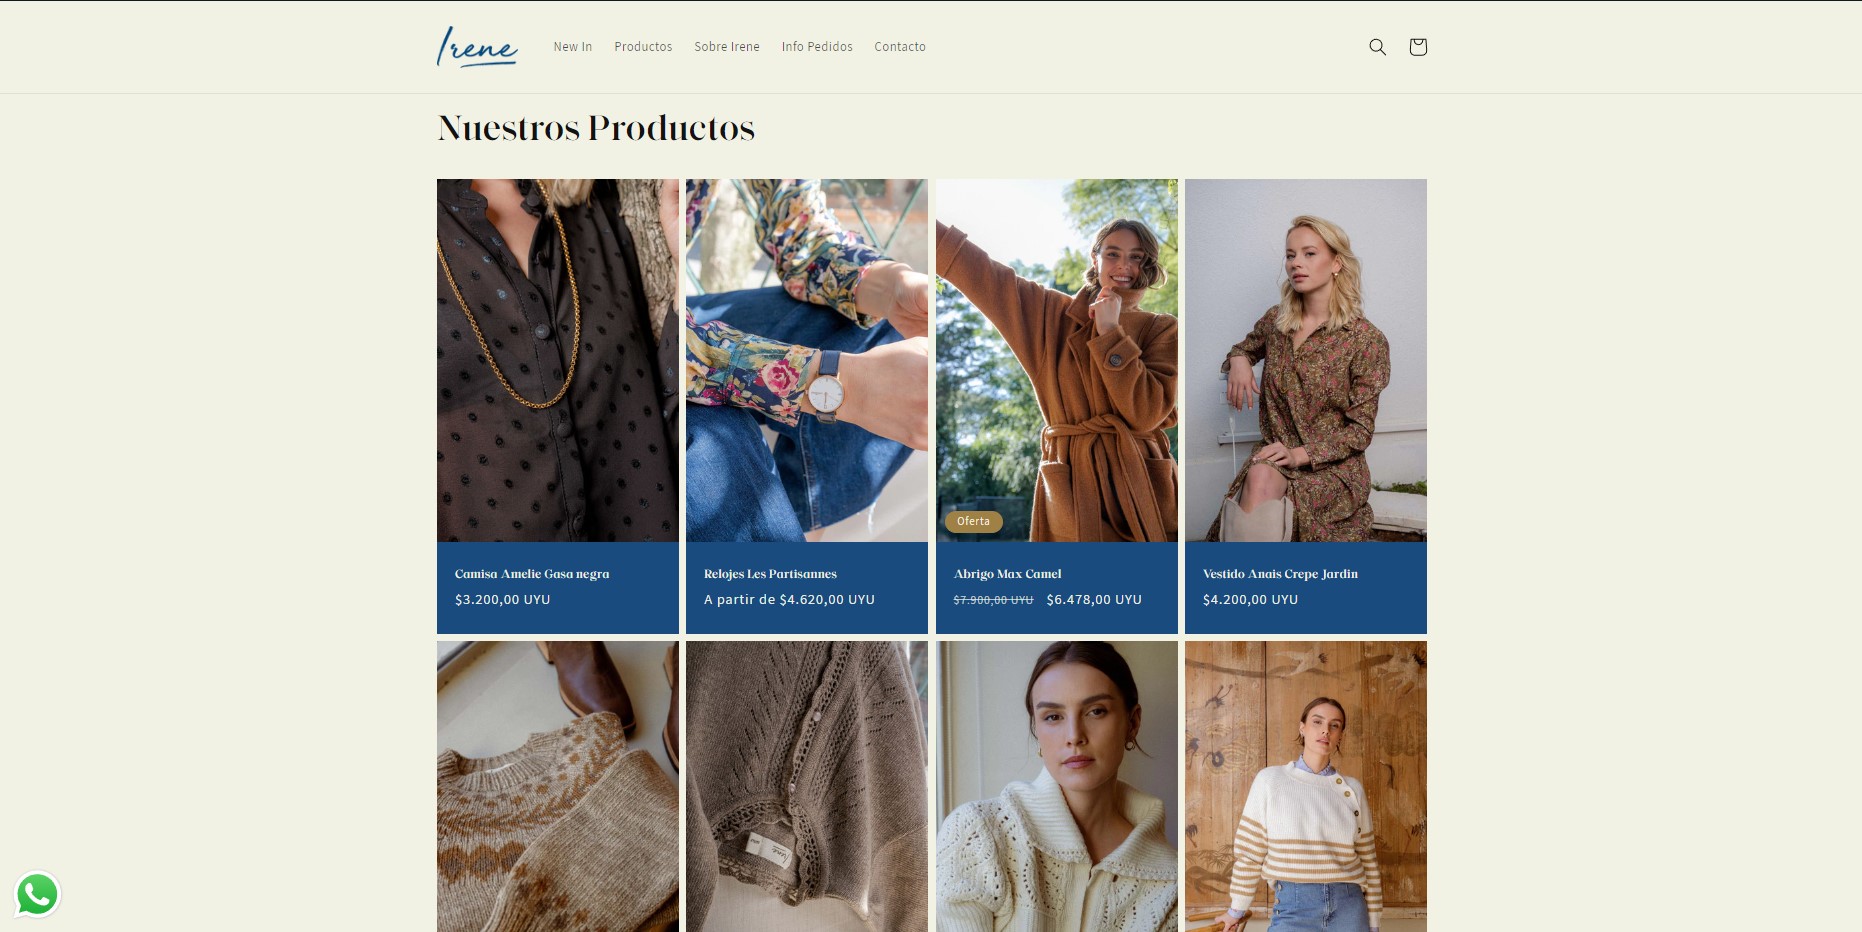 Irene
New In
Productos
Sobre Irene
Info Pedidos
Contacto
Nuestros Productos
Oferta
Camisa Amelie Gasa negra
$3.200,00 UYU
Relojes Les Partisannes
A partir de $4.620,00 UYU
Abrigo Max Camel
$7.900,00 UYU $6.478,00 UYU
Vestido Anais Crepe Jardin
$4.200,00 UYU
Irene